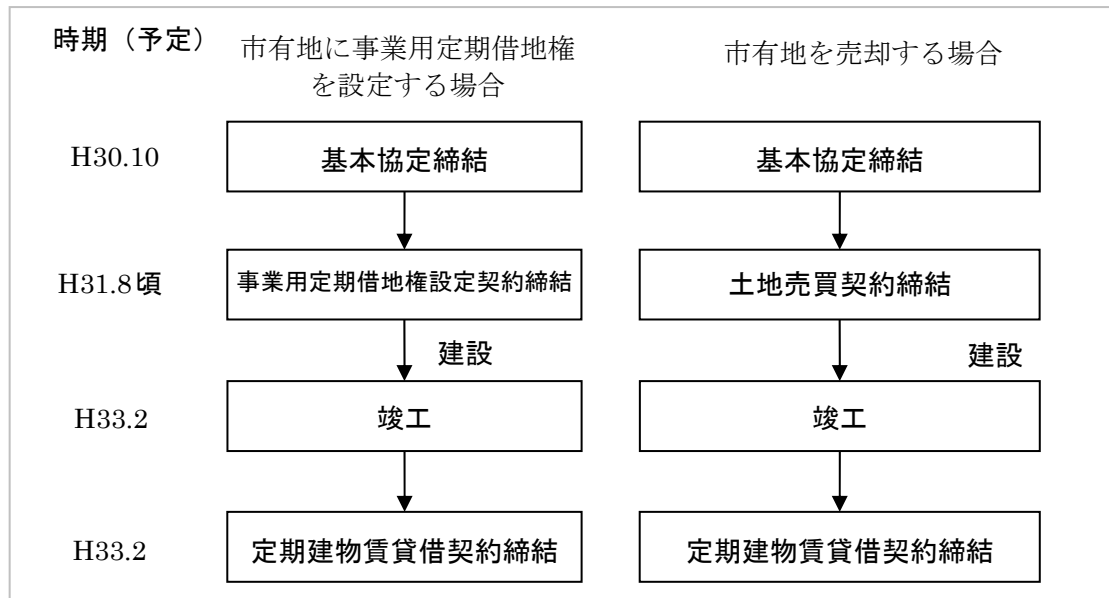 時期（予定）
市有地に事業用定期借地権
を設定する場合
市有地を売却する場合
H30.10
基本協定締結
基本協定締結
H31.8頃
事業用定期借地権設定契約締結
土地売買契約締結
建設
建設
H33.2
竣工
竣工
H33.2
定期建物賃貸借契約締結
定期建物賃貸借契約締結